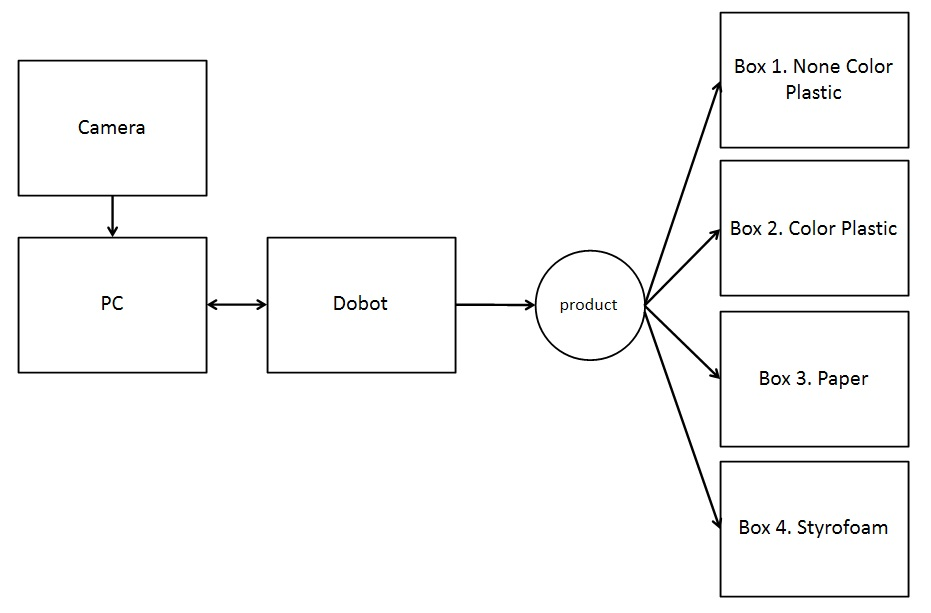 Camera
PC
Dobot
product
Box 1. None Color
Plastic
Box 2. Color Plastic
Box 3. Paper
Box 4. Styrofoam